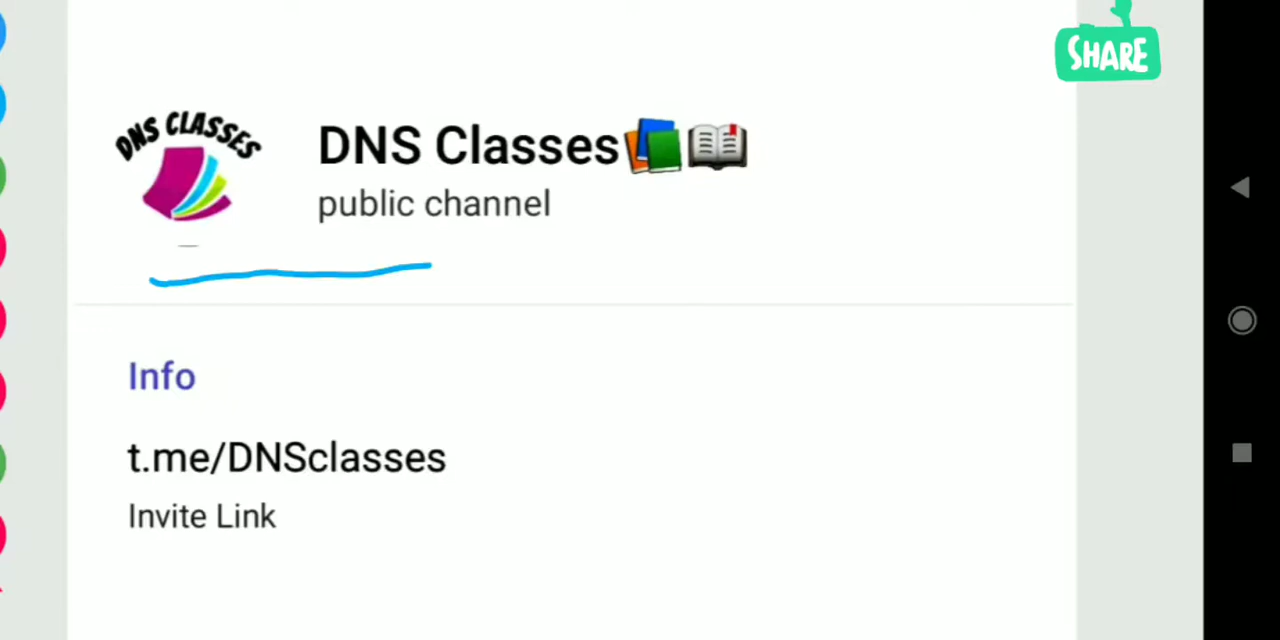 SHARE
DNS CLASSES
DNS Classes📚📖
public channel
Info
t.me/DNSclasses
Invite Link